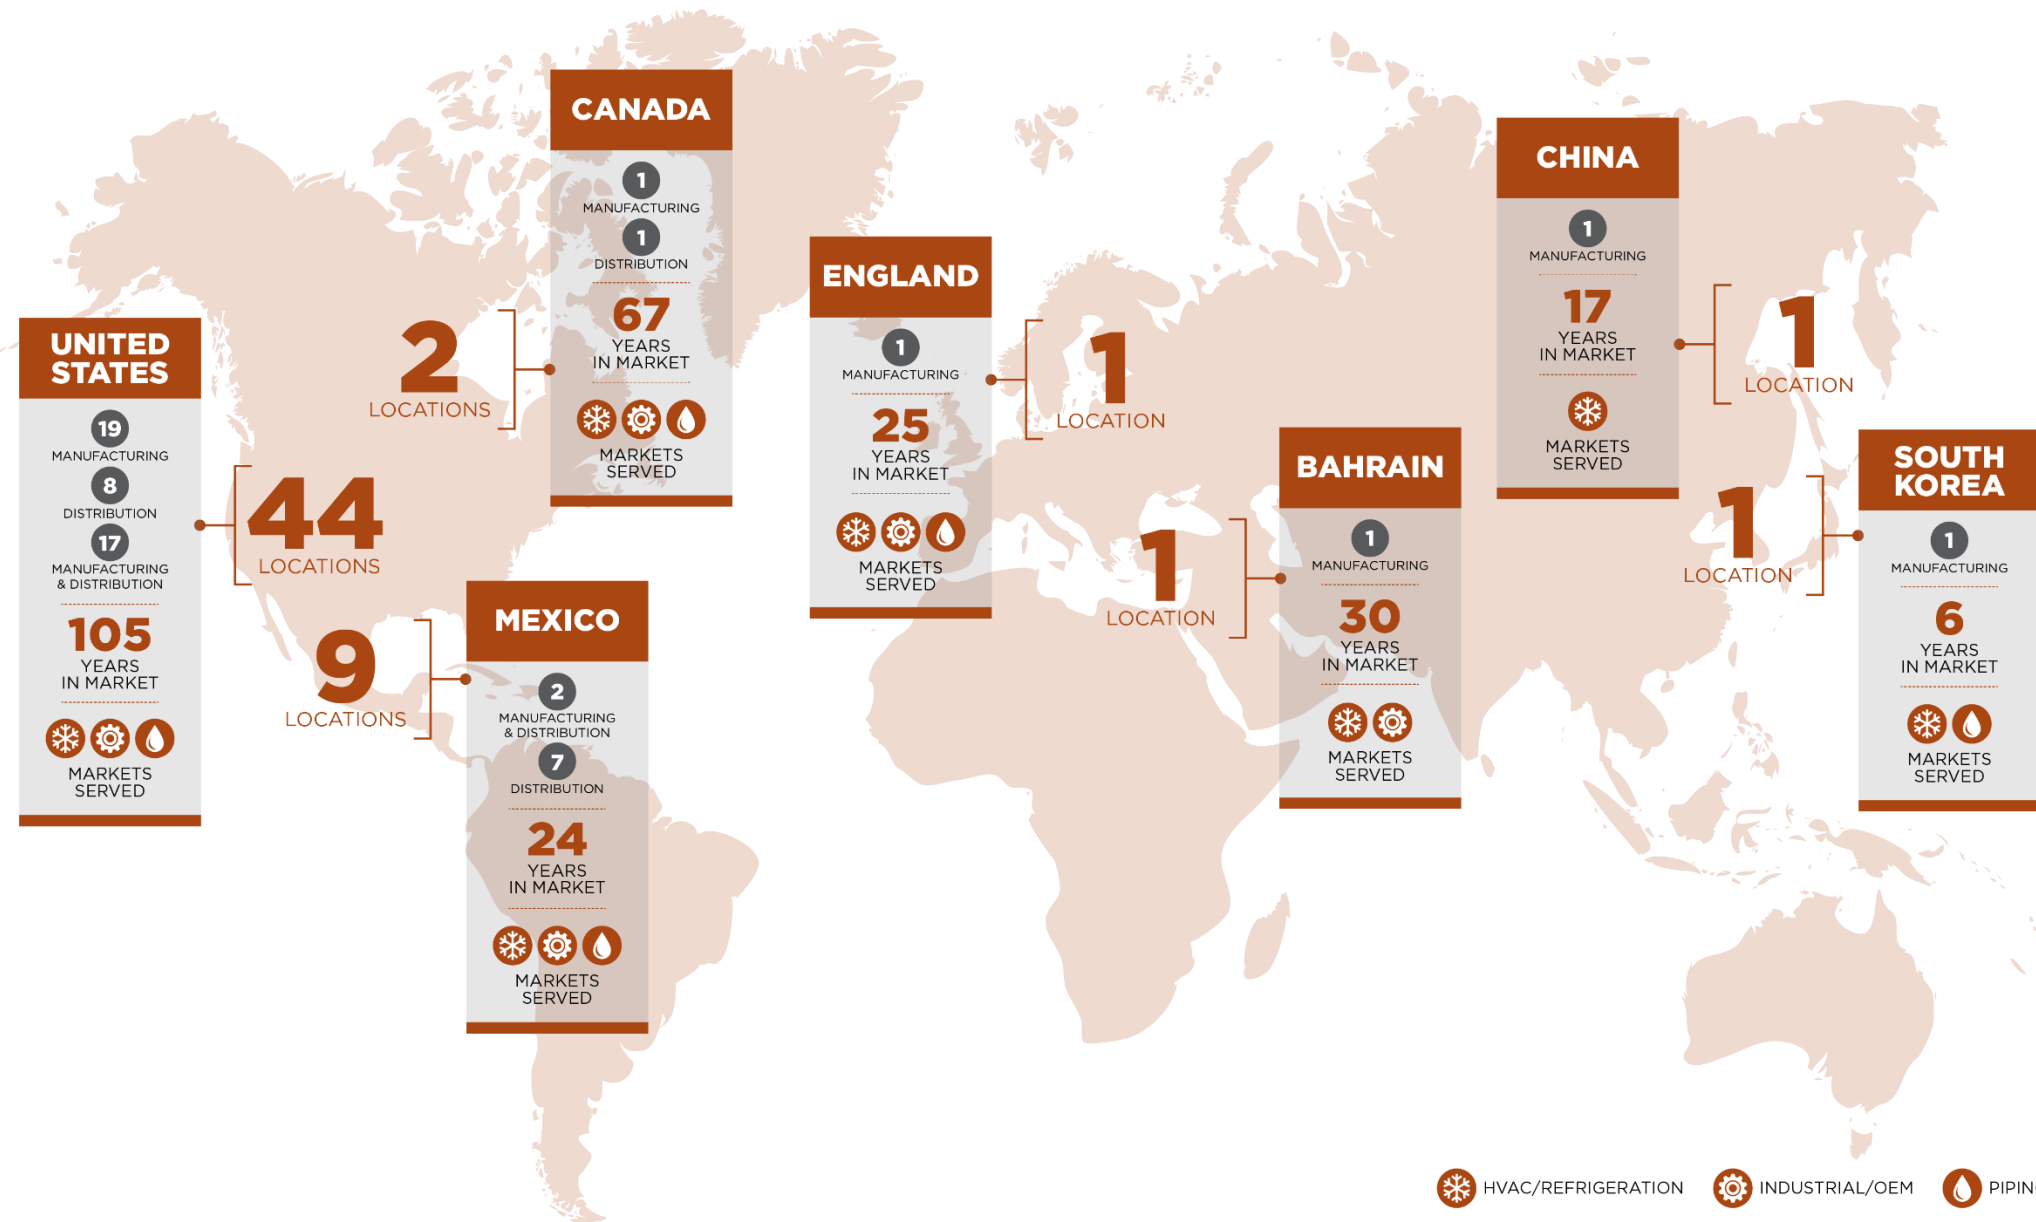 CANADA
1
MANUFACTURING
1
DISTRIBUTION
67
YEARS
IN MARKET
MARKETS
SERVED
2
LOCATIONS
CHINA
1
MANUFACTURING
17
YEARS
IN MARKET
MARKETS
SERVED
1
LOCATION
ENGLAND
1
MANUFACTURING
25
YEARS
IN MARKET
MARKETS
SERVED
1
LOCATION
UNITED
STATES
19
MANUFACTURING
8
DISTRIBUTION
17
MANUFACTURING
& DISTRIBUTION
105
YEARS
IN MARKET
MARKETS
SERVED
44
LOCATIONS
BAHRAIN
1
MANUFACTURING
30
YEARS
IN MARKET
MARKETS
SERVED
1
LOCATION
SOUTH
KOREA
1
MANUFACTURING
6
YEARS
IN MARKET
MARKETS
SERVED
1
LOCATION
MEXICO
2
MANUFACTURING
& DISTRIBUTION
7
DISTRIBUTION
24
YEARS
IN MARKET
MARKETS
SERVED
9
LOCATIONS
HVAC/REFRIGERATION
INDUSTRIAL/OEM